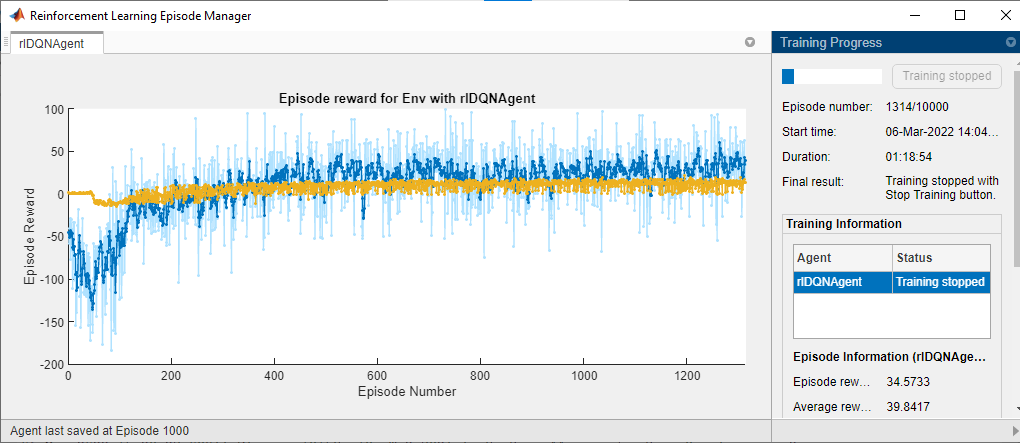 Reinforcement Learning Episode Manager
rlDQNAgent
Training Progress
Episode reward for Env with rlDQNAgent
100
50
0
-50
-100
-150
-200
Episode Reward
0
200
400
600
800
1000
1200
Episode Number
Training stopped
Episode number: 1314/10000
Start time: 06-Mar-2022 14:04...
Duration: 01:18:54
Final result: Training stopped with
Stop Training button.
Training Information
Agent Status
rlDQNAgent Training stopped
Episode Information (rlDQNAge...
Episode rew... 34.5733
Average rew... 39.8417
Agent last saved at Episode 1000